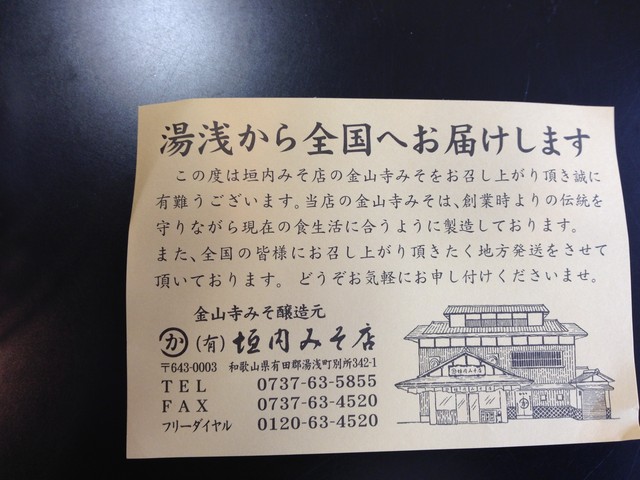 湯浅から全国へお届けします
この度は垣内みそ店の金山寺みそをお召し上がり頂き誠に
有難うございます。当店の金山寺みそは、創業時よりの伝統を
守りながら現在の食生活に合うように製造しております。
また、全国の皆様にお召し上がり頂きたく地方発送をさせて
頂いております。 どうぞお気軽にお申し付けくださいませ。
金山寺みそ醸造元
か (有) 垣内みそ店
〒643-0003 和歌山県有田郡湯浅町別所342-1
TEL 0737-63-5855
FAX 0737-63-4520
フリーダイヤル 0120-63-4520